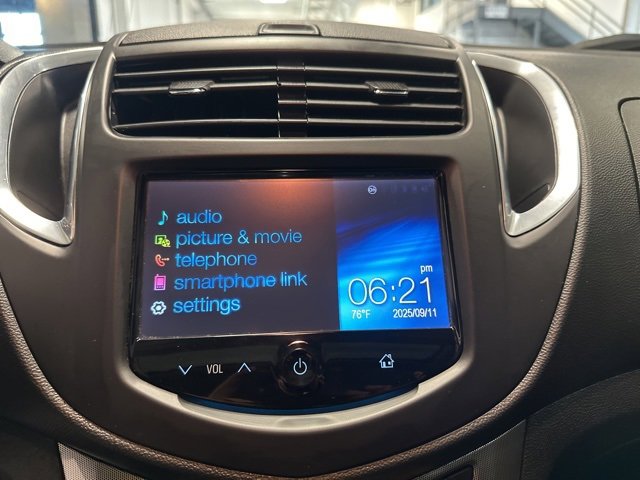 audio
picture & movie
telephone
smartphone link
settings
pm
06:21
76°F 2025/09/11
VOL